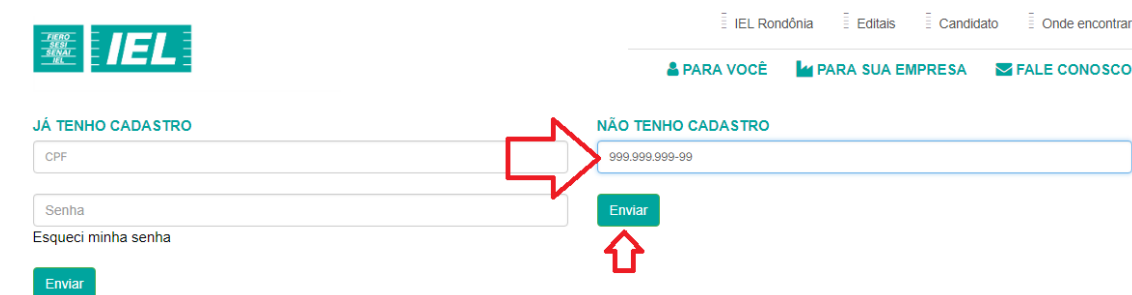 IEL Rondônia Editais Candidato Onde encontrar
FIERO
SESI
SENAI
IEL
IEL
PARA VOCÊ PARA SUA EMPRESA FALE CONOSCO
JÁ TENHO CADASTRO
CPF
Senha
Esqueci minha senha
Enviar
NÃO TENHO CADASTRO
999.999.999-99
Enviar